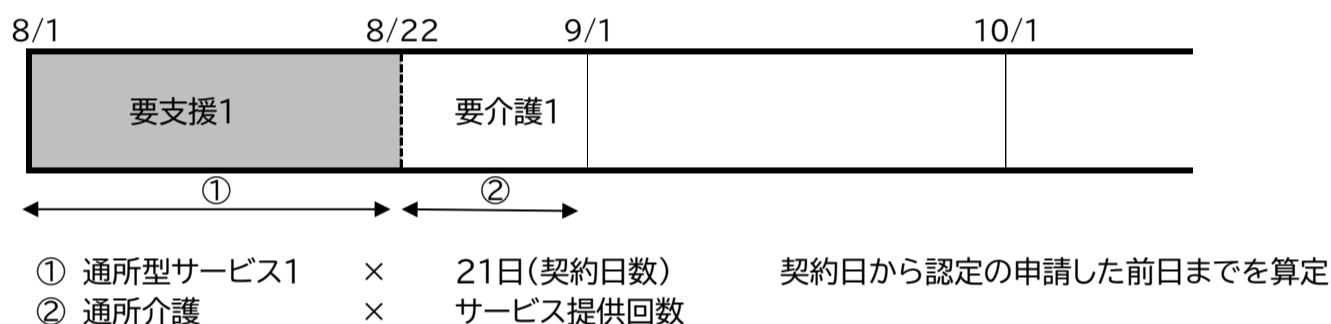 8/1 8/22 9/1 10/1
要支援1 要介護1
① ②
① 通所型サービス1 × 21日(契約日数) 契約日から認定の申請した前日までを算定
② 通所介護 × サービス提供回数